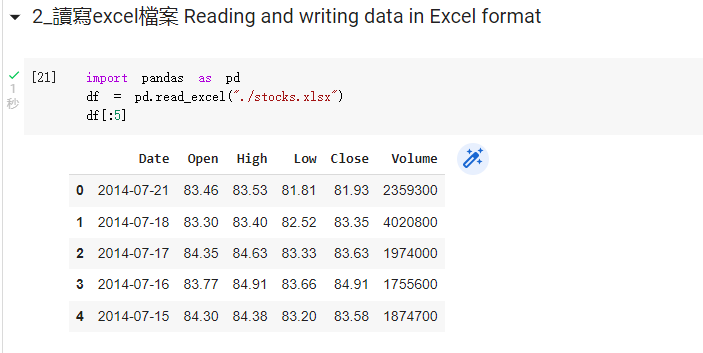 2_讀寫excel檔案 Reading and writing data in Excel format
[21] import pandas as pd
1 df = pd.read_excel("./stocks.xlsx")
秒 df[:5]
Date Open High Low Close Volume
0 2014-07-21 83.46 83.53 81.81 81.93 2359300
1 2014-07-18 83.30 83.40 82.52 83.35 4020800
2 2014-07-17 84.35 84.63 83.33 83.63 1974000
3 2014-07-16 83.77 84.91 83.66 84.91 1755600
4 2014-07-15 84.30 84.38 83.20 83.58 1874700